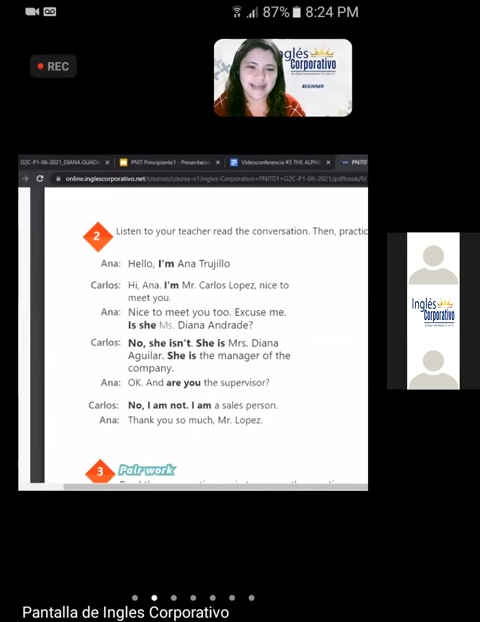 87% 8:24 PM
REC
Inglés
Corporativo
BEGINNER
G2C-P1-06-2021_DIANA GUAD
PNIT Principiante1 - Presentacio
Videoconferencia #3 THE ALPHA
PNIT0
online.inglescorporativo.net/courses/course-v1:Ingles-Corporativo+PNIT01+G2C-P1-06-2021/pdfbook/0/
2 Listen to your teacher read the conversation. Then, practic
Ana: Hello, I'm Ana Trujillo
Carlos: Hi, Ana. I'm Mr. Carlos Lopez, nice to
meet you.
Ana: Nice to meet you too. Excuse me.
Is she Ms. Diana Andrade?
Carlos: No, she isn't. She is Mrs. Diana
Aguilar. She is the manager of the
company.
Ana: OK. And are you the supervisor?
Carlos: No, I am not. I am a sales person.
Ana: Thank you so much, Mr. Lopez.
3 Pair work
Inglés
Corporativo
Pantalla de Ingles Corporativo